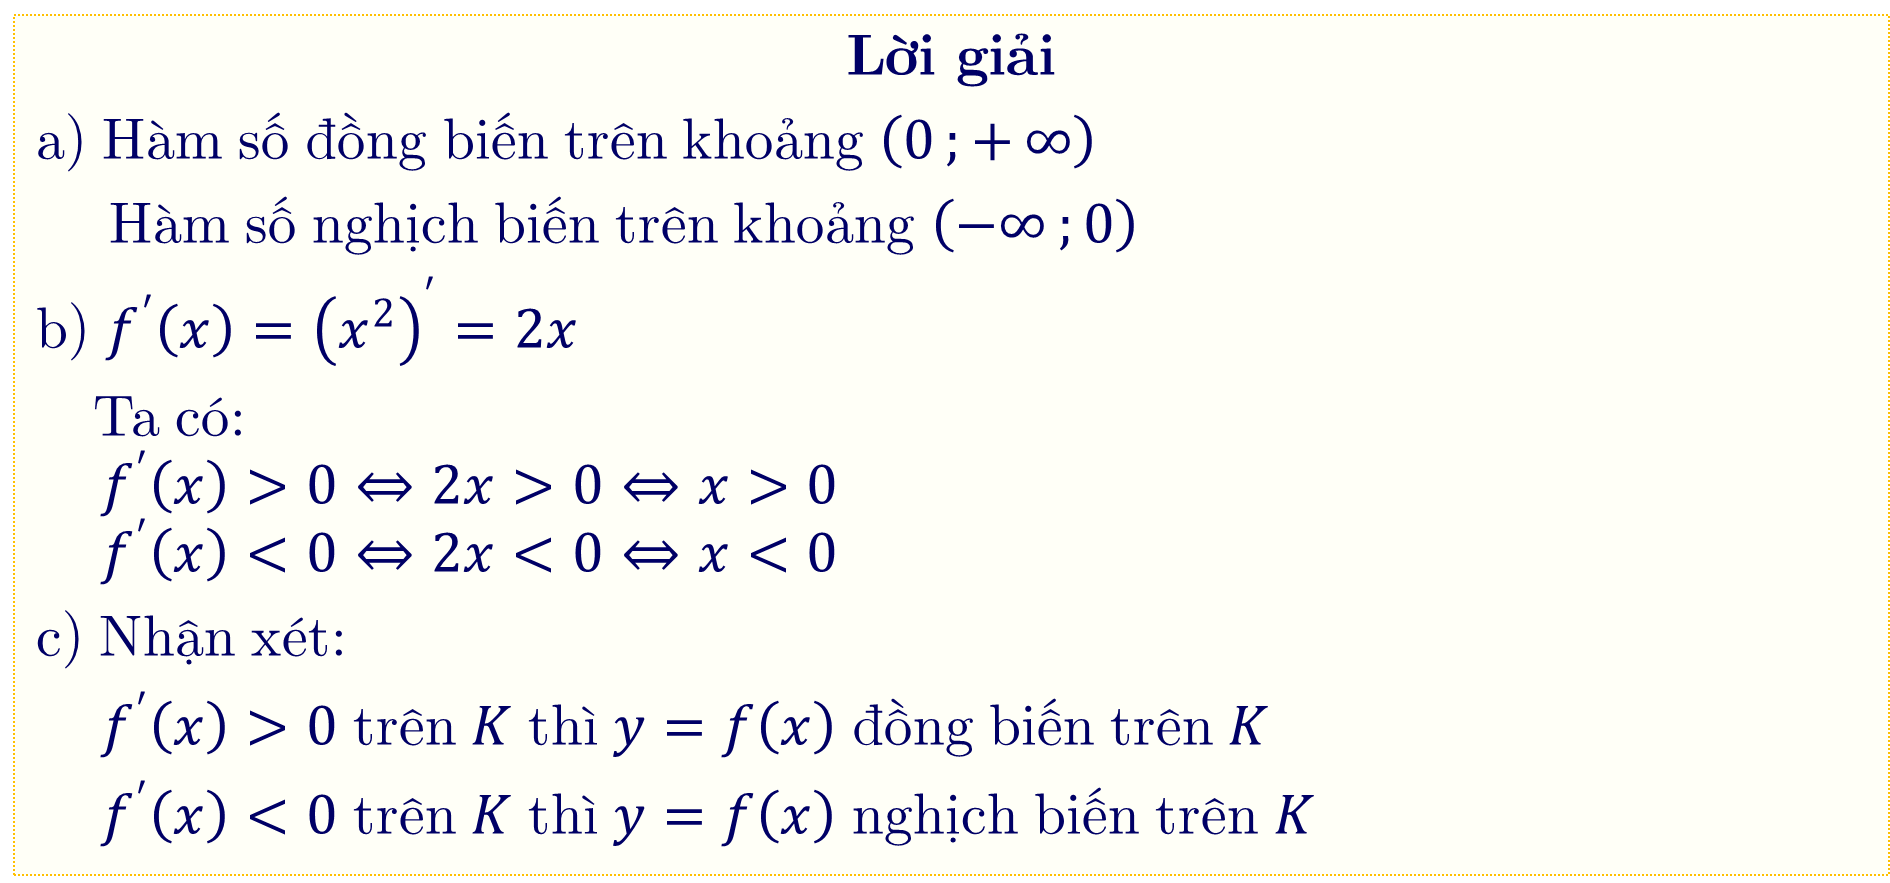 Lời giải
a) Hàm số đồng biến trên khoảng (0 ; + ∞)
Hàm số nghịch biến trên khoảng (−∞ ; 0)
b) f′(x) = (x²)′ = 2x
Ta có:
f′(x) > 0 ⇔ 2x > 0 ⇔ x > 0
f′(x) < 0 ⇔ 2x < 0 ⇔ x < 0
c) Nhận xét:
f′(x) > 0 trên K thì y = f(x) đồng biến trên K
f′(x) < 0 trên K thì y = f(x) nghịch biến trên K